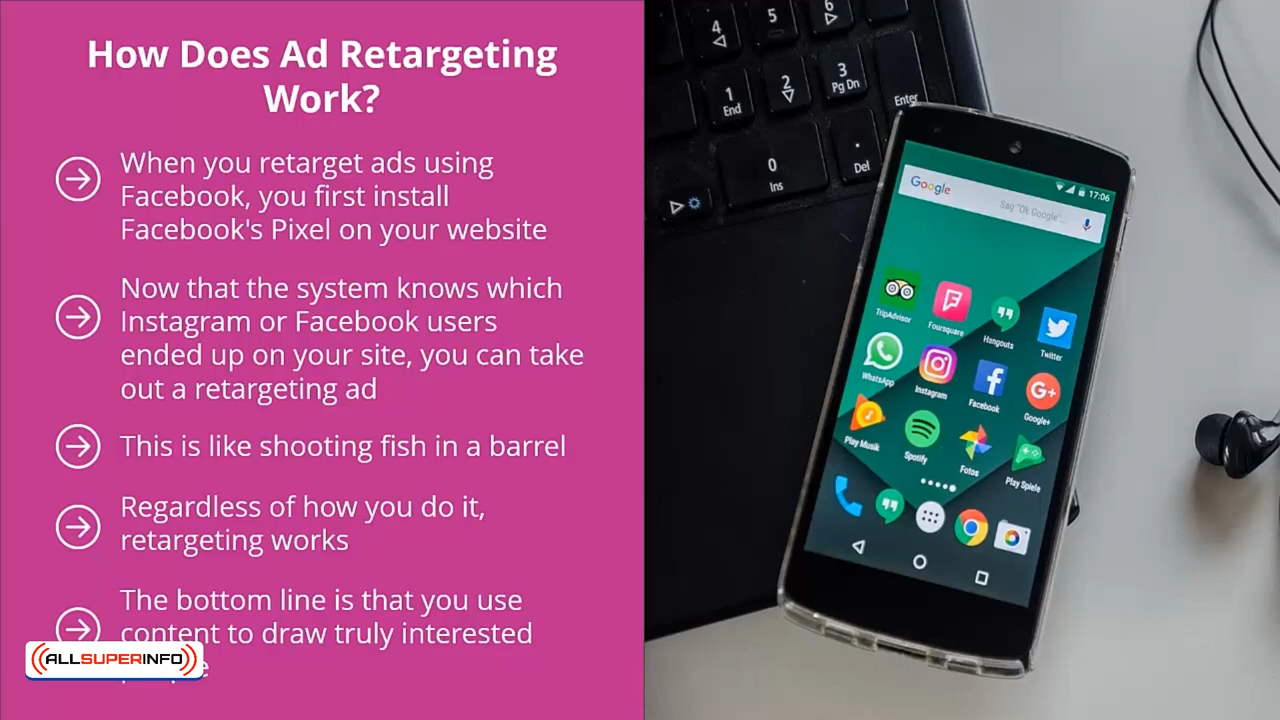 How Does Ad Retargeting
Work?
When you retarget ads using
Facebook, you first install
Facebook's Pixel on your website
Now that the system knows which
Instagram or Facebook users
ended up on your site, you can take
out a retargeting ad
This is like shooting fish in a barrel
Regardless of how you do it,
retargeting works
The bottom line is that you use
content to draw truly interested
ALLSUPERINFO
4
5
6
1
End
2
3
Pg Dn
Enter
0
Ins
.
Del
Google
17:06
Say "Ok Google"...
TripAdvisor
Foursquare
Hangouts
Twitter
WhatsApp
Instagram
Facebook
Google+
Play Musik
Spotify
Fotos
Play Spiele